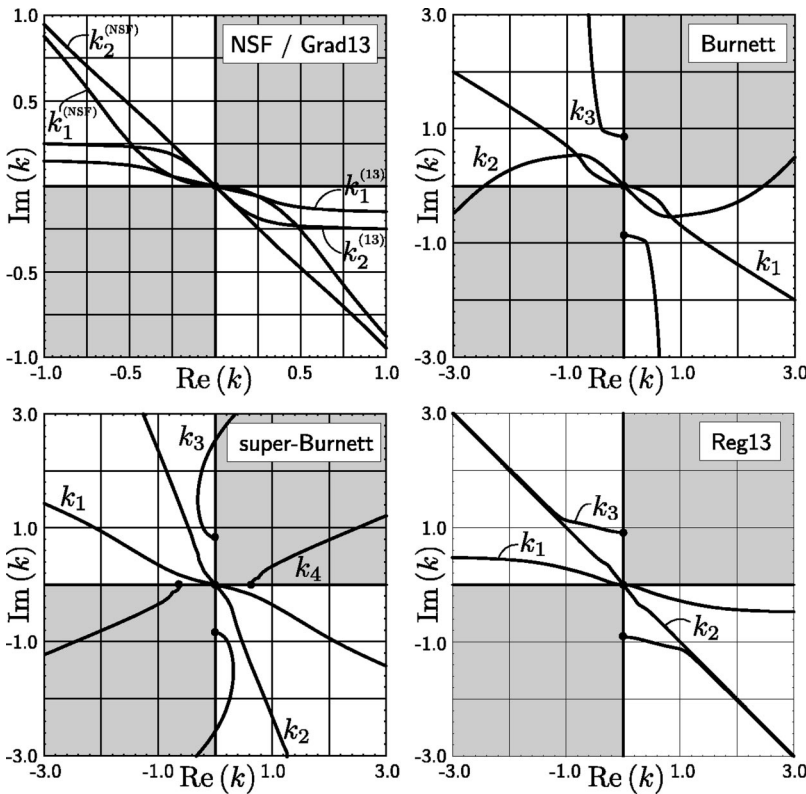 NSF / Grad13
k₂⁽ᴺˢᶠ⁾
k₁⁽ᴺˢᶠ⁾
k₁⁽¹³⁾
k₂⁽¹³⁾
1.0
0.5
-0.5
-1.0
-1.0 -0.5 0.5 1.0
Im (k)
Re (k)
Burnett
k₃
k₂
k₁
3.0
1.0
-1.0
-3.0
-3.0 -1.0 1.0 3.0
Im (k)
Re (k)
super-Burnett
k₃
k₁
k₄
k₂
3.0
1.0
-1.0
-3.0
-3.0 -1.0 1.0 3.0
Im (k)
Re (k)
Reg13
k₃
k₁
k₂
3.0
1.0
-1.0
-3.0
-3.0 -1.0 1.0 3.0
Im (k)
Re (k)